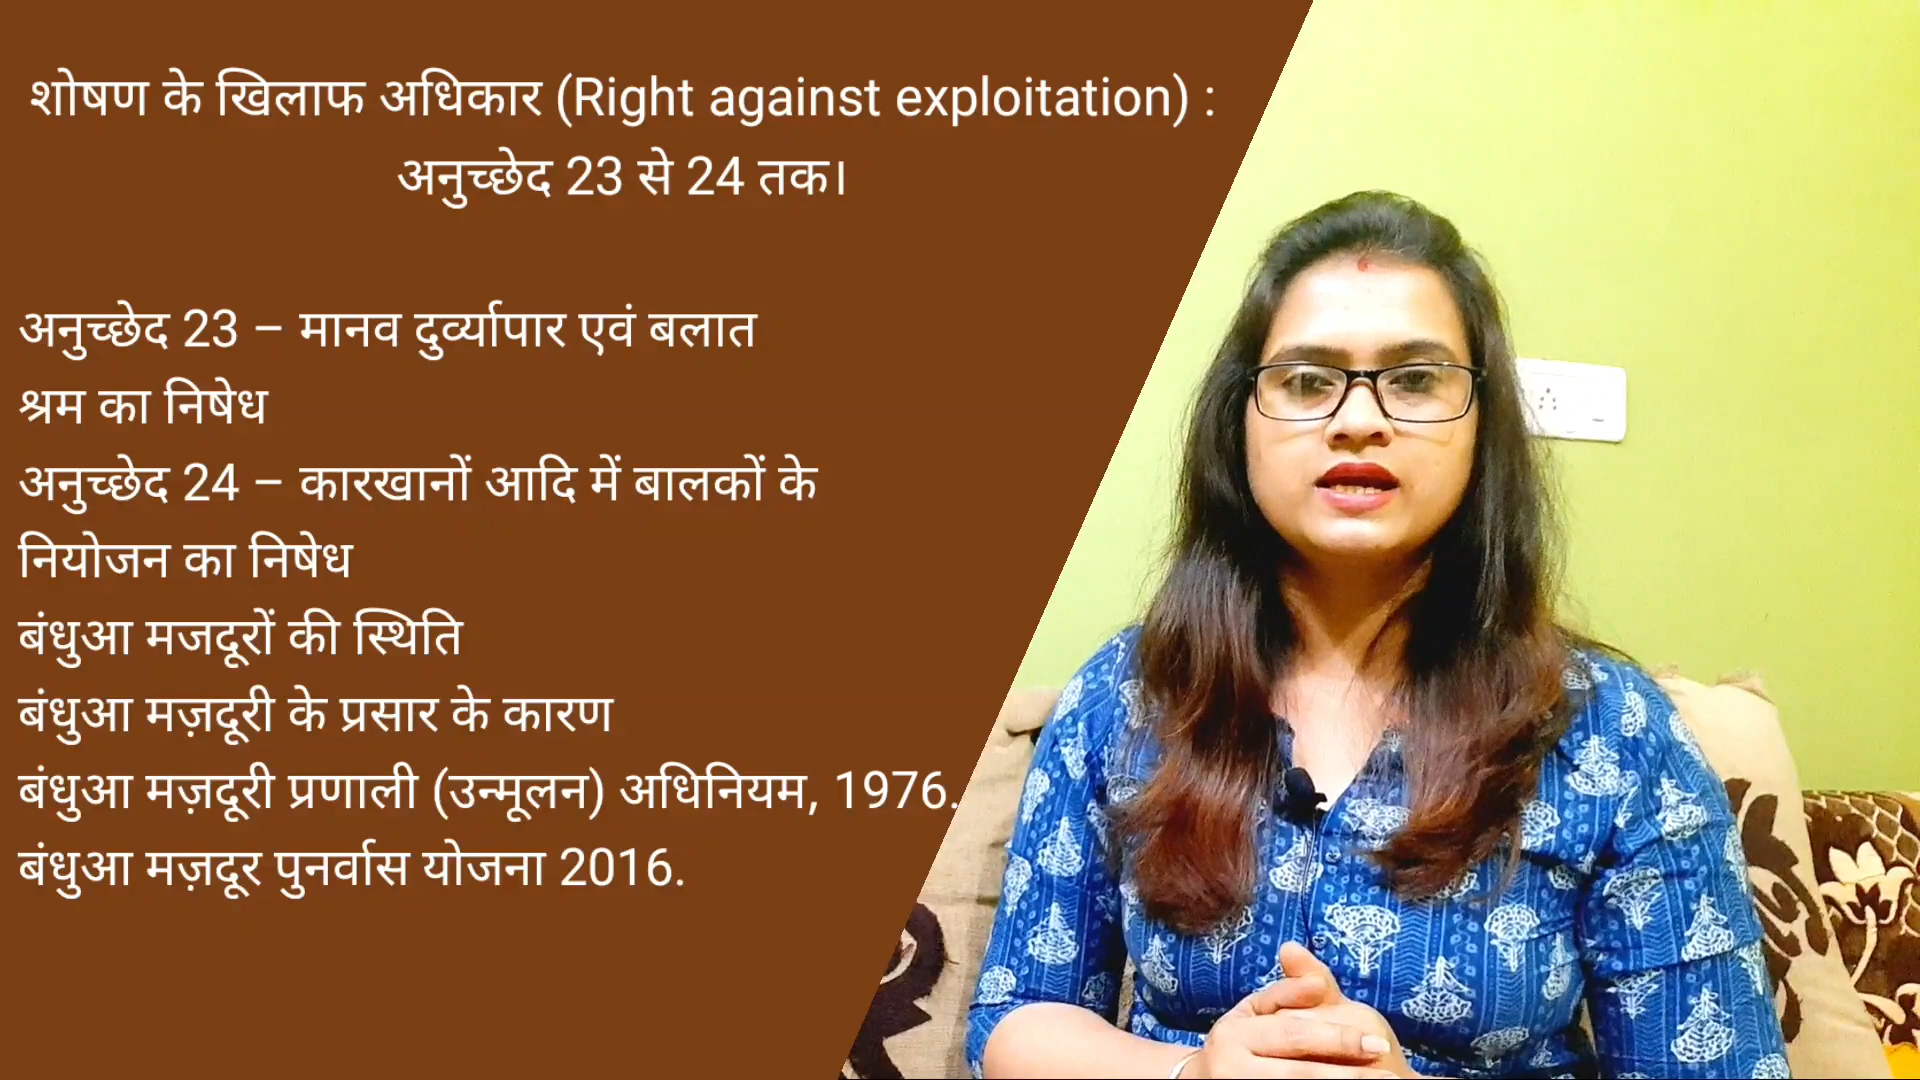 शोषण के खिलाफ अधिकार (Right against exploitation) :
अनुच्छेद 23 से 24 तक।
अनुच्छेद 23 – मानव दुर्व्यापार एवं बलात
श्रम का निषेध
अनुच्छेद 24 – कारखानों आदि में बालकों के
नियोजन का निषेध
बंधुआ मजदूरों की स्थिति
बंधुआ मज़दूरी के प्रसार के कारण
बंधुआ मज़दूरी प्रणाली (उन्मूलन) अधिनियम, 1976.
बंधुआ मज़दूर पुनर्वास योजना 2016.